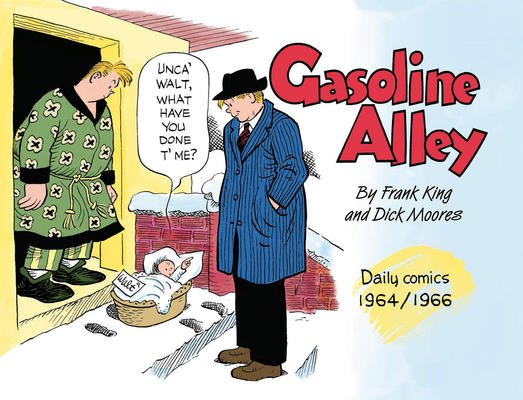 UNCA'
WALT,
WHAT
HAVE
YOU
DONE
T' ME?
Gasoline
Alley
By Frank King
and Dick Moores
Walt
Daily comics
1964/1966